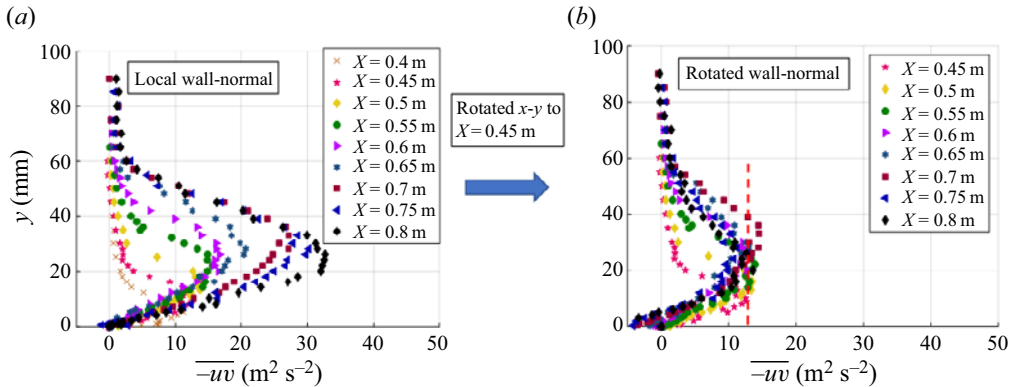 (a)
100
80
60
40
20
0
y (mm)
Local wall-normal
X = 0.4 m
X = 0.45 m
X = 0.5 m
X = 0.55 m
X = 0.6 m
X = 0.65 m
X = 0.7 m
X = 0.75 m
X = 0.8 m
0 10 20 30 40 50
−uv (m² s⁻²)
Rotated x-y to
X = 0.45 m
(b)
100
80
60
40
20
0
Rotated wall-normal
X = 0.45 m
X = 0.5 m
X = 0.55 m
X = 0.6 m
X = 0.65 m
X = 0.7 m
X = 0.75 m
X = 0.8 m
0 10 20 30 40 50
−uv (m² s⁻²)